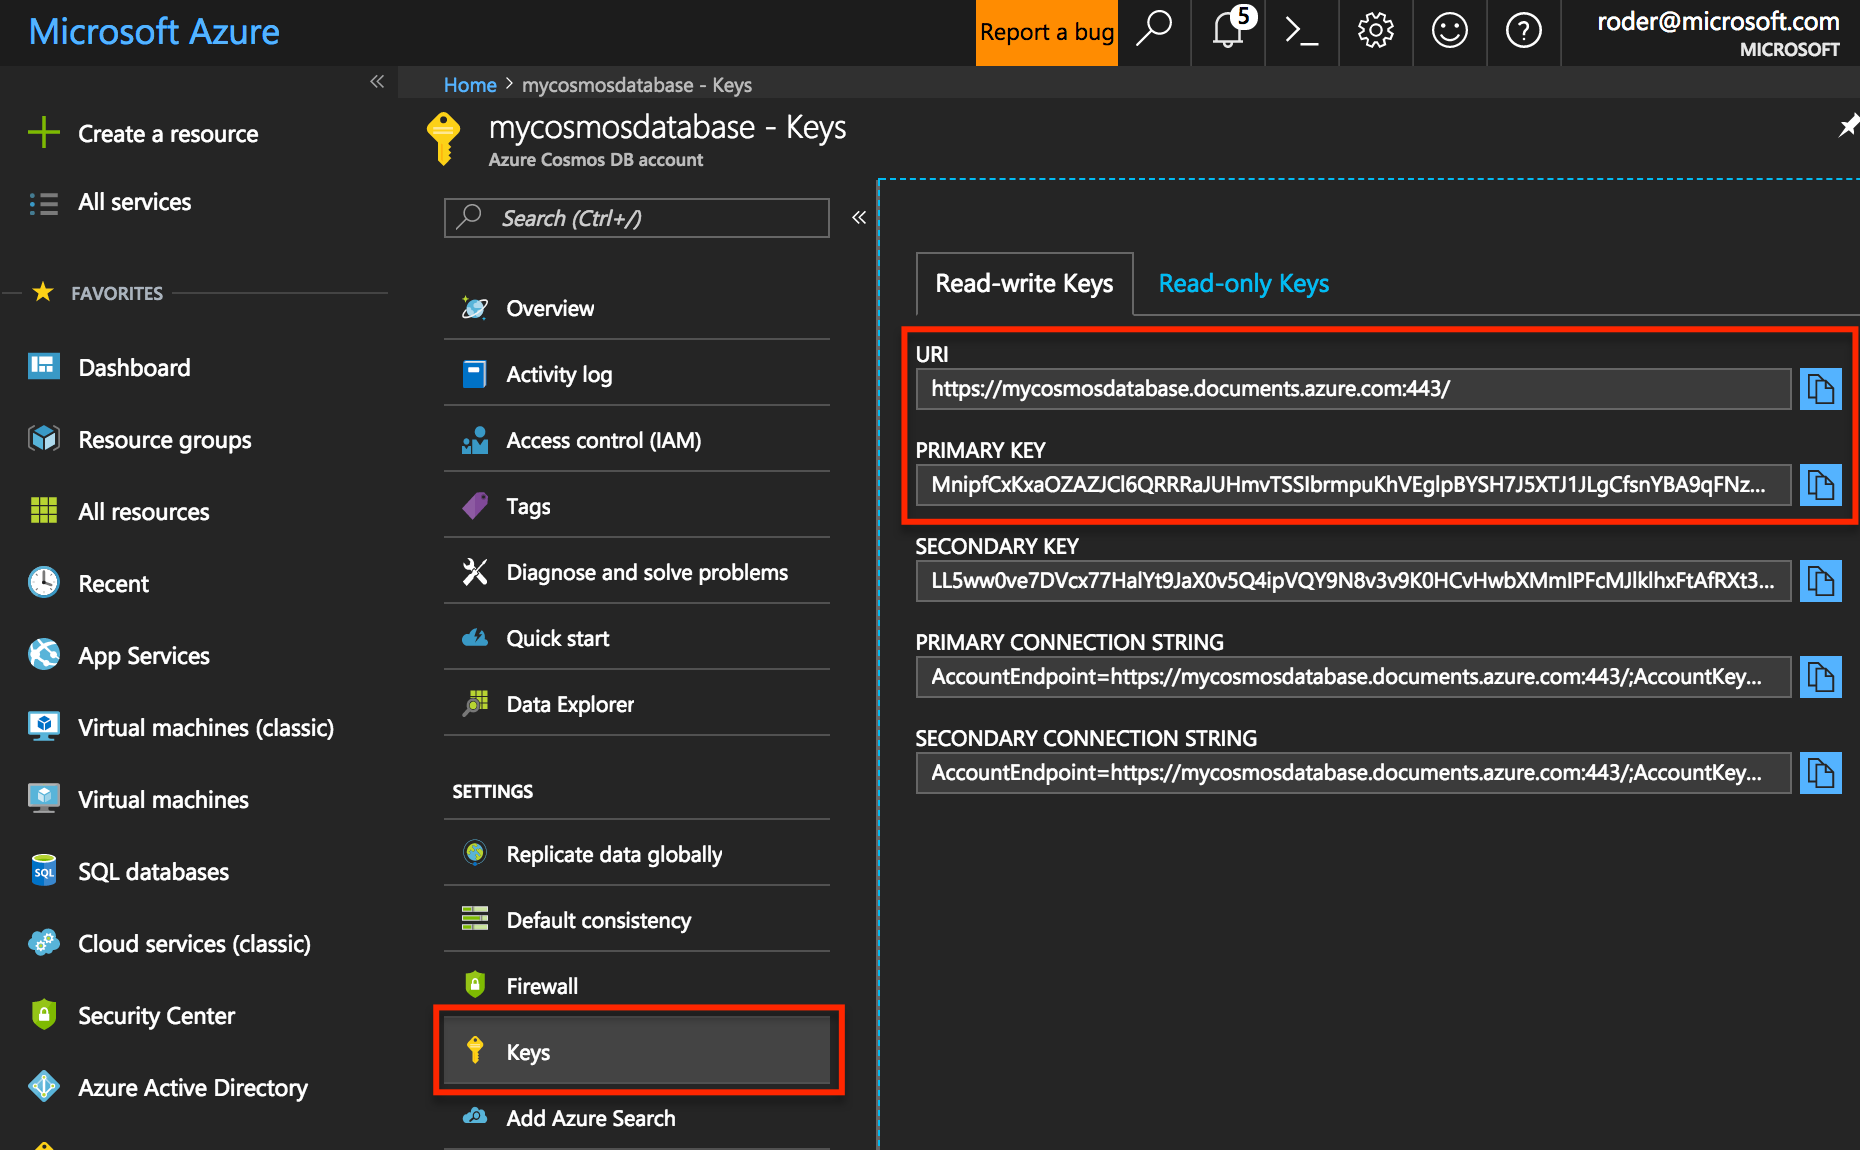 Microsoft Azure
Report a bug
5
roder@microsoft.com
MICROSOFT
Home > mycosmosdatabase - Keys
mycosmosdatabase - Keys
Azure Cosmos DB account
Create a resource
All services
FAVORITES
Dashboard
Resource groups
All resources
Recent
App Services
Virtual machines (classic)
Virtual machines
SQL
SQL databases
Cloud services (classic)
Security Center
Azure Active Directory
Search (Ctrl+/)
Overview
Activity log
Access control (IAM)
Tags
Diagnose and solve problems
Quick start
Data Explorer
SETTINGS
Replicate data globally
Default consistency
Firewall
Keys
Add Azure Search
Read-write Keys
Read-only Keys
URI
https://mycosmosdatabase.documents.azure.com:443/
PRIMARY KEY
MnipfCxKxaOZAZJCl6QRRRaJUHmvTSSIbrmpuKhVEglpBYSH7J5XTJ1JLgCfsnYBA9qFNz...
SECONDARY KEY
LL5ww0ve7DVcx77HalYt9JaX0v5Q4ipVQY9N8v3v9K0HCvHwbXMmIPFcMJlklhxFtAfRXt3...
PRIMARY CONNECTION STRING
AccountEndpoint=https://mycosmosdatabase.documents.azure.com:443/;AccountKey...
SECONDARY CONNECTION STRING
AccountEndpoint=https://mycosmosdatabase.documents.azure.com:443/;AccountKey...